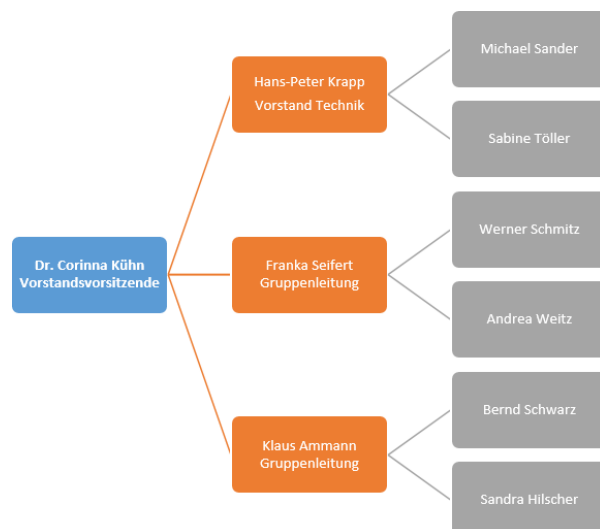 Dr. Corinna Kühn
Vorstandsvorsitzende
Hans-Peter Krapp
Vorstand Technik
Michael Sander
Sabine Töller
Franka Seifert
Gruppenleitung
Werner Schmitz
Andrea Weitz
Klaus Ammann
Gruppenleitung
Bernd Schwarz
Sandra Hilscher